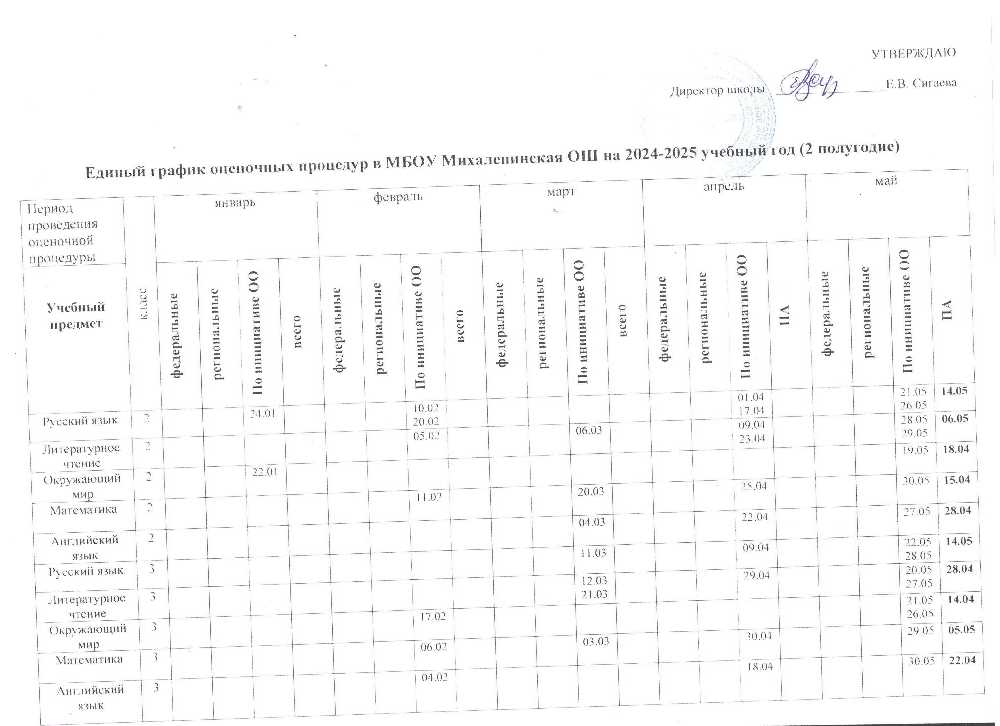 УТВЕРЖДАЮ
Директор школы Е.В. Сигаева
Единый график оценочных процедур в МБОУ Михаленинская ОШ на 2024-2025 учебный год (2 полугодие)
Период проведения оценочной процедуры класс январь февраль март апрель май
Учебный предмет федеральные региональные По инициативе ОО всего федеральные региональные По инициативе ОО всего федеральные региональные По инициативе ОО всего федеральные региональные По инициативе ОО ПА федеральные региональные По инициативе ОО ПА
Русский язык 2 24.01 10.02 20.02 01.04 17.04 21.05 26.05 14.05
Литературное чтение 2 05.02 06.03 09.04 23.04 28.05 29.05 06.05
Окружающий мир 2 22.01 19.05 18.04
Математика 2 11.02 20.03 25.04 30.05 15.04
Английский язык 2 04.03 22.04 27.05 28.04
Русский язык 3 11.03 09.04 22.05 28.05 14.05
Литературное чтение 3 12.03 21.03 29.04 20.05 27.05 28.04
Окружающий мир 3 17.02 21.05 26.05 14.04
Математика 3 06.02 03.03 30.04 29.05 05.05
Английский язык 3 04.02 18.04 30.05 22.04